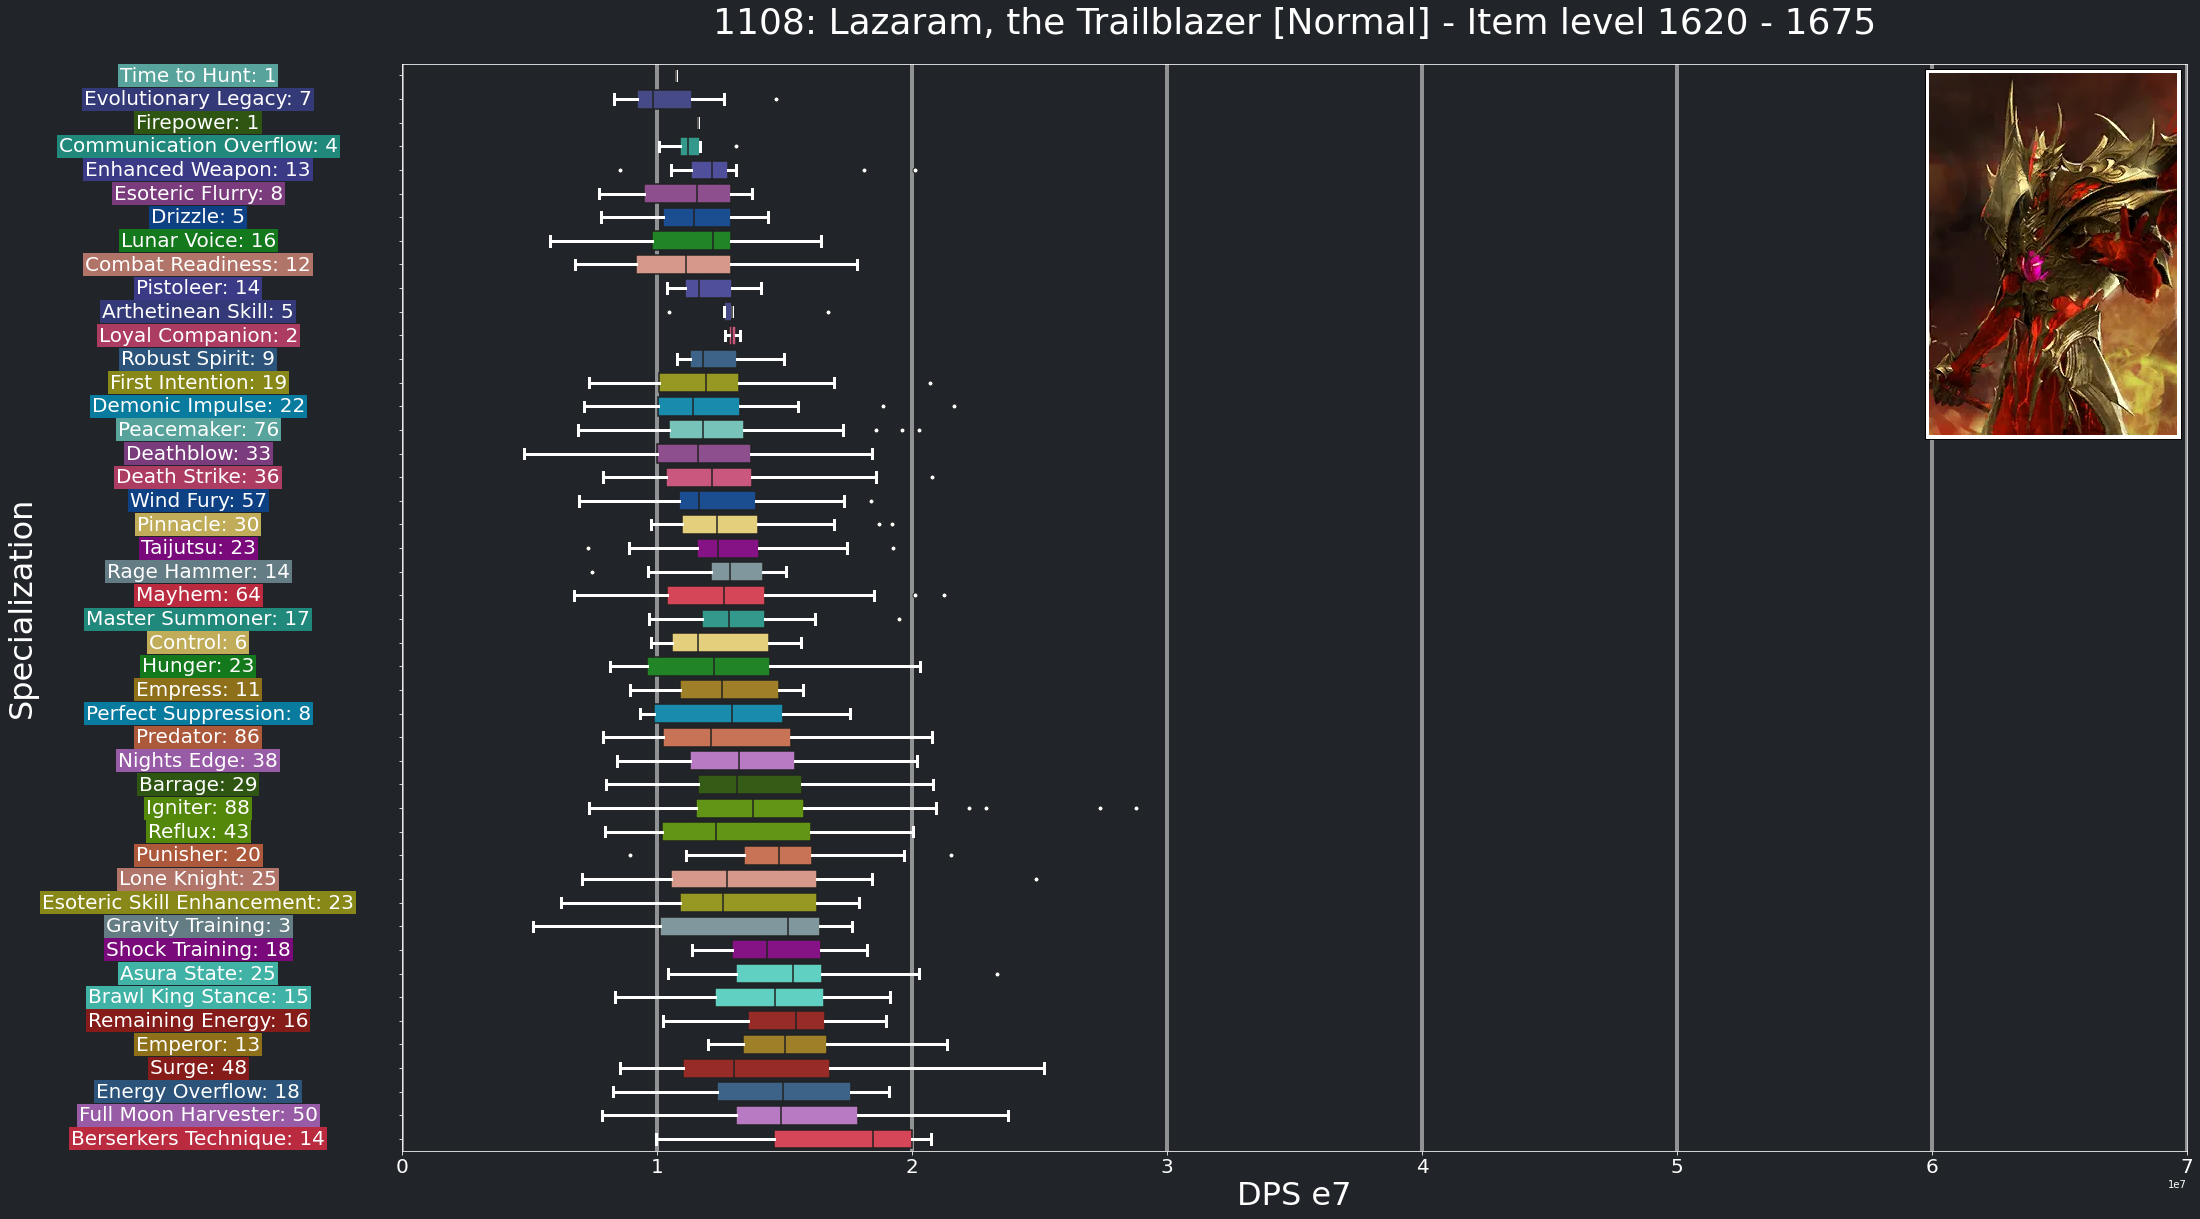 1108: Lazaram, the Trailblazer [Normal] - Item level 1620 - 1675
Time to Hunt: 1
Evolutionary Legacy: 7
Firepower: 1
Communication Overflow: 4
Enhanced Weapon: 13
Esoteric Flurry: 8
Drizzle: 5
Lunar Voice: 16
Combat Readiness: 12
Pistoleer: 14
Arthetinean Skill: 5
Loyal Companion: 2
Robust Spirit: 9
First Intention: 19
Demonic Impulse: 22
Peacemaker: 76
Deathblow: 33
Death Strike: 36
Wind Fury: 57
Pinnacle: 30
Taijutsu: 23
Rage Hammer: 14
Mayhem: 64
Master Summoner: 17
Control: 6
Hunger: 23
Empress: 11
Perfect Suppression: 8
Predator: 86
Nights Edge: 38
Barrage: 29
Igniter: 88
Reflux: 43
Punisher: 20
Lone Knight: 25
Esoteric Skill Enhancement: 23
Gravity Training: 3
Shock Training: 18
Asura State: 25
Brawl King Stance: 15
Remaining Energy: 16
Emperor: 13
Surge: 48
Energy Overflow: 18
Full Moon Harvester: 50
Berserkers Technique: 14
Specialization
0 1 2 3 4 5 6 7
1e7
DPS e7